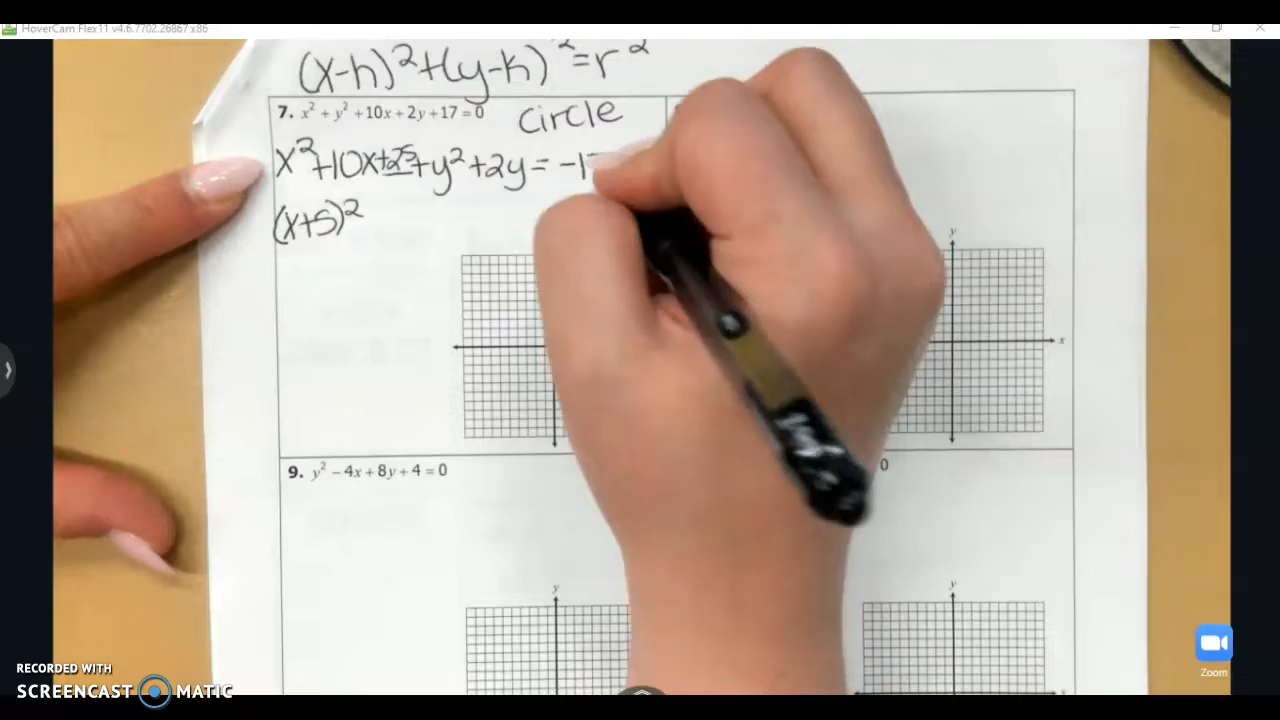 HoverCam Flex11 v4.6.7702.26867 x86
(x-h)²+(y-k)²=r²
7. x² + y² +10x + 2y +17 = 0
circle
x²+10x+25+y²+2y=
(x+5)²
y
x
9. y² − 4x + 8y + 4 = 0
0
y
y
Zoom
RECORDED WITH
SCREENCAST MATIC